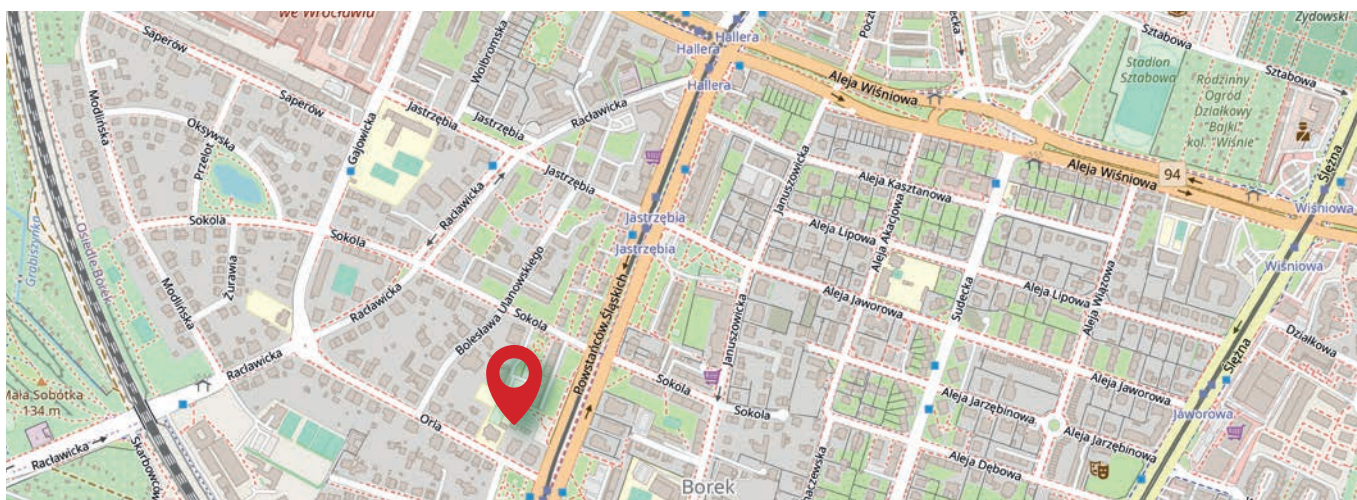 we Wrocławiu
Saperów
Saperów
Modlińska
Oksywska
Przelot
Sokola
Sokola
Żurawia
Modlińska
Osiedle Borek
Grabiszynko
Mała Sobótka
134 m
Racławicka
Racławicka
Racławicka
Racławicka
Racławicka
Skarbowców
Gajowicka
Wolbromska
Jastrzębia
Jastrzębia
Jastrzębia
Bolesława Ulanowskiego
Sokola
Sokola
Sokola
Orla
Hallera
Hallera
Hallera
Jastrzębia
Jastrzębia
Powstańców Śląskich
Januszowicka
Januszowicka
Aleja Wiśniowa
Aleja Wiśniowa
94
Aleja Kasztanowa
Aleja Lipowa
Aleja Lipowa
Aleja Akacjowa
Aleja Jaworowa
Aleja Jaworowa
Aleja Wiązowa
Sudecka
Aleja Jarzębinowa
Aleja Jarzębinowa
Aleja Dębowa
Borek
Sztabowa
Sztabowa
Stadion
Sztabowa
Rodzinny
Ogród
Działkowy
"Bajki"
kol. "Wiśnie"
Żydowski
Ślężna
Ślężna
Wiśniowa
Wiśniowa
Działkowa
Jaworowa